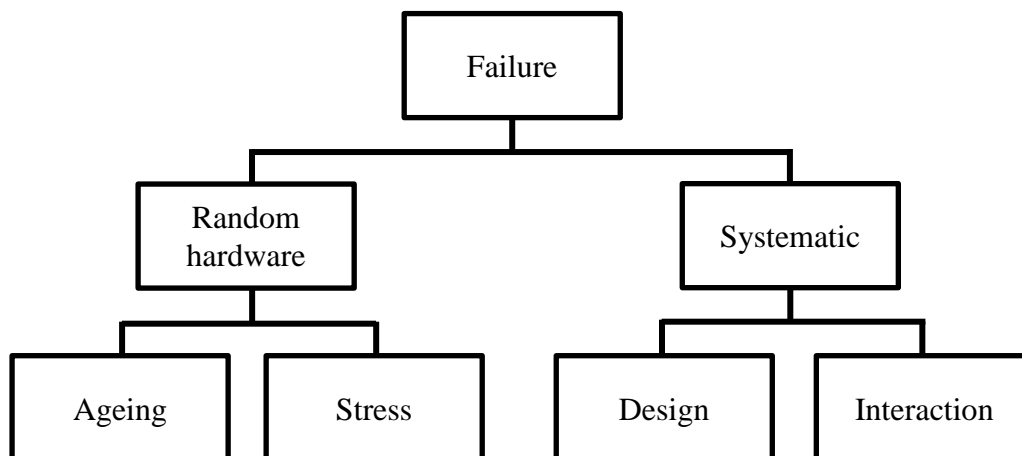 Failure
Random
hardware
Systematic
Ageing
Stress
Design
Interaction